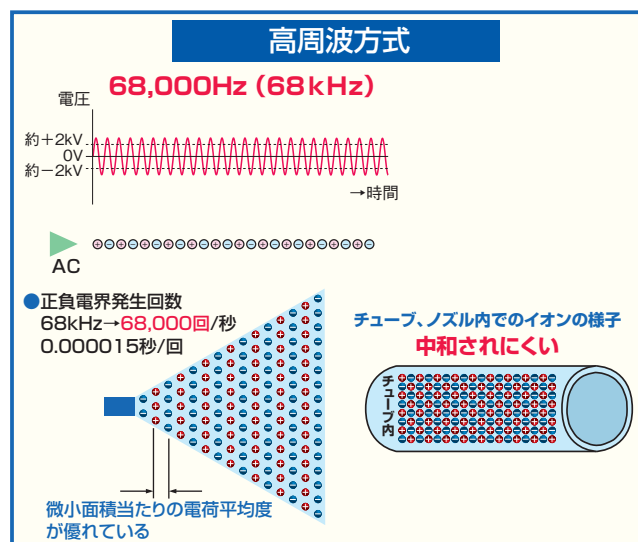 高周波方式
68,000Hz(68kHz)
電圧
約+2kV
0V
約−2kV
→時間
AC
●正負電界発生回数
68kHz→68,000回/秒
0.000015秒/回
チューブ、ノズル内でのイオンの様子
中和されにくい
チューブ内
微小面積当たりの電荷平均度
が優れている